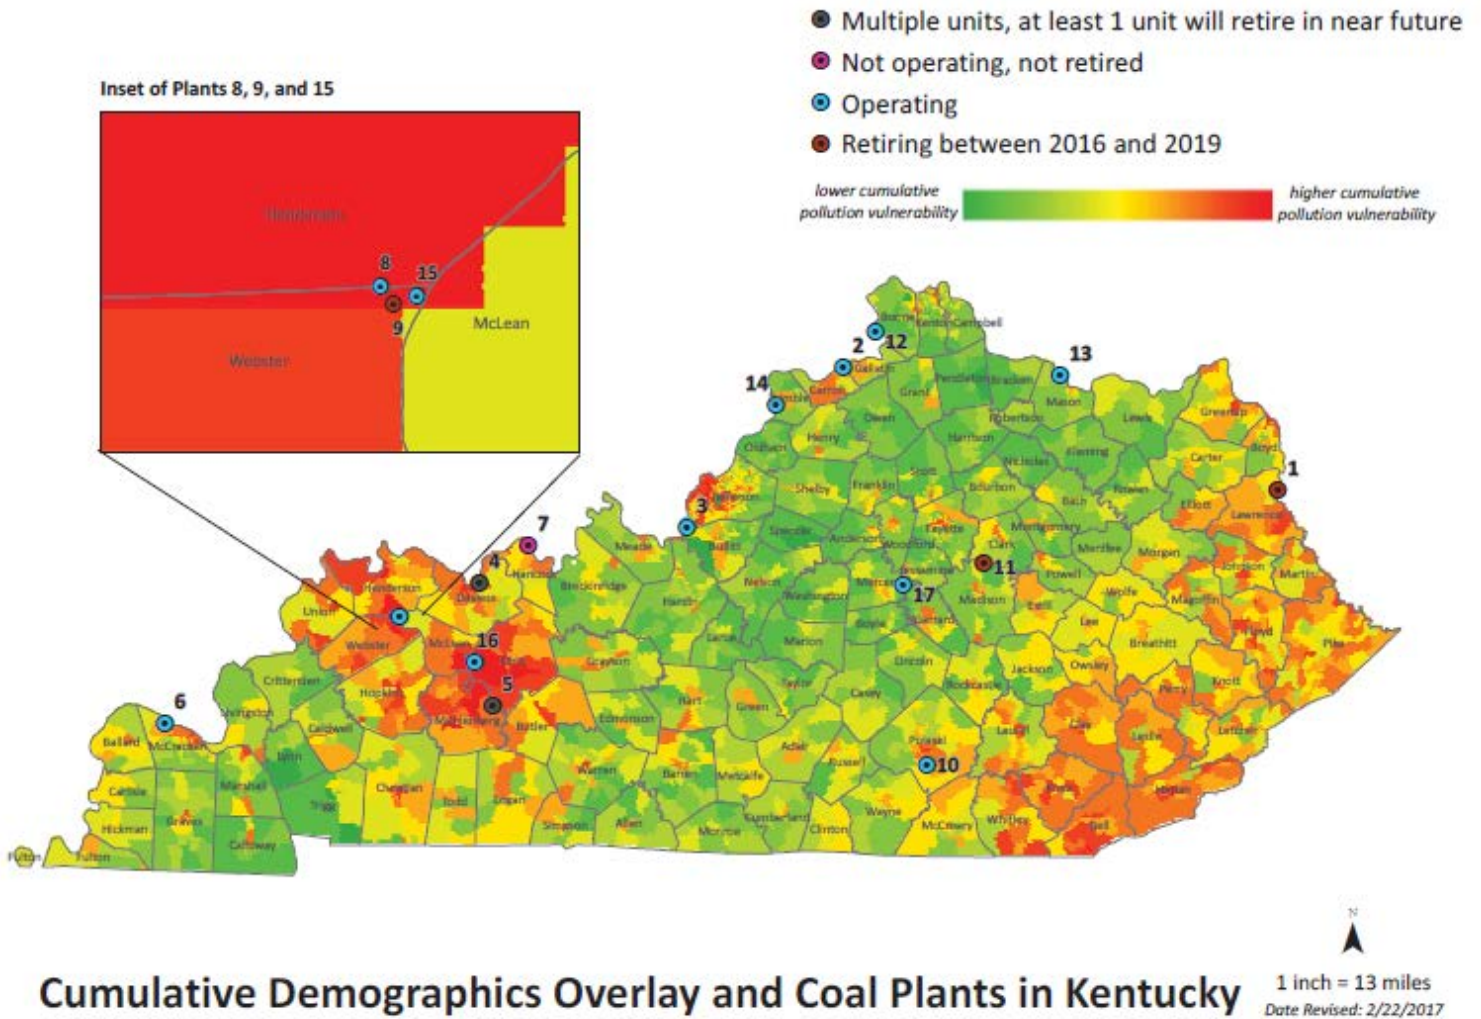 Multiple units, at least 1 unit will retire in near future
Not operating, not retired
Operating
Retiring between 2016 and 2019
lower cumulative
pollution vulnerability
higher cumulative
pollution vulnerability
Inset of Plants 8, 9, and 15
8
15
9
McLean
Webster
Boone
Kenton
Campbell
12
2
Gallatin
13
14
Carroll
Grant
Pendleton
Bracken
Mason
Owen
Robertson
Lewis
Greenup
Oldham
Henry
Harrison
Nicholas
Fleming
Carter
Boyd
1
Shelby
Franklin
Scott
Bourbon
Bath
Rowan
Elliott
Lawrence
3
7
Meade
Bullitt
Spencer
Anderson
Woodford
Fayette
Clark
Montgomery
Menifee
Morgan
Johnson
Martin
4
Hancock
Daviess
Henderson
Breckinridge
Nelson
Washington
Mercer
17
11
Madison
Powell
Estill
Wolfe
Magoffin
Union
Webster
McLean
16
Ohio
Hardin
Larue
Marion
Boyle
Garrard
Lee
Breathitt
Floyd
Pike
Grayson
Lincoln
Jackson
Owsley
Crittenden
Hopkins
5
Muhlenberg
Butler
Edmonson
Hart
Green
Taylor
Casey
Rockcastle
Perry
Knott
6
Livingston
Caldwell
Ballard
McCracken
Lyon
Adair
Russell
Pulaski
10
Laurel
Clay
Leslie
Letcher
Carlisle
Marshall
Trigg
Christian
Todd
Logan
Warren
Barren
Metcalfe
Knox
Harlan
Hickman
Graves
Calloway
Simpson
Allen
Monroe
Cumberland
Clinton
Wayne
McCreary
Whitley
Bell
Fulton
Fulton
N
1 inch = 13 miles
Date Revised: 2/22/2017
Cumulative Demographics Overlay and Coal Plants in Kentucky